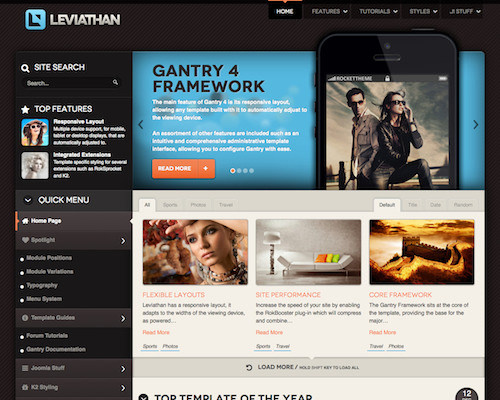 LEVIATHAN
HOME
FEATURES
TUTORIALS
STYLES
J! STUFF
SITE SEARCH
Search...
TOP FEATURES
Responsive Layout
Multiple device support, for mobile,
tablet or desktop displays, that are
automatically adjusted to.
Integrated Extensions
Template specific styling for several
extensions such as RokSprocket
and K2.
QUICK MENU
Home Page
Spotlight
Module Positions
Module Variations
Typography
Menu System
Template Guides
Forum Tutorials
Gantry Documentation
Joomla Stuff
K2 Styling
GANTRY 4
FRAMEWORK
The main feature of Gantry 4 is its responsive layout,
allowing any template built with it to automatically adjust to
the viewing device.
An assortment of other features are included such as an
intuitive and comprehensive administrative template
interface, allowing you to configure Gantry with ease.
READ MORE +
ROCKETTHEME
All
Sports
Photos
Travel
Default
Title
Date
Random
FLEXIBLE LAYOUTS
Leviathan has a responsive layout, it
adapts to the widths of the viewing device,
as powered...
Read More
Sports Photos
SITE PERFORMANCE
Increase the speed of your site by enabling
the RokBooster plug-in which will compress
and combine...
Read More
Sports Travel
CORE FRAMEWORK
The Gantry Framework sits at the core of
the template, providing the base for the
major...
Read More
Photos Travel
LOAD MORE / HOLD SHIFT KEY TO LOAD ALL
TOP TEMPLATE OF THE YEAR
12